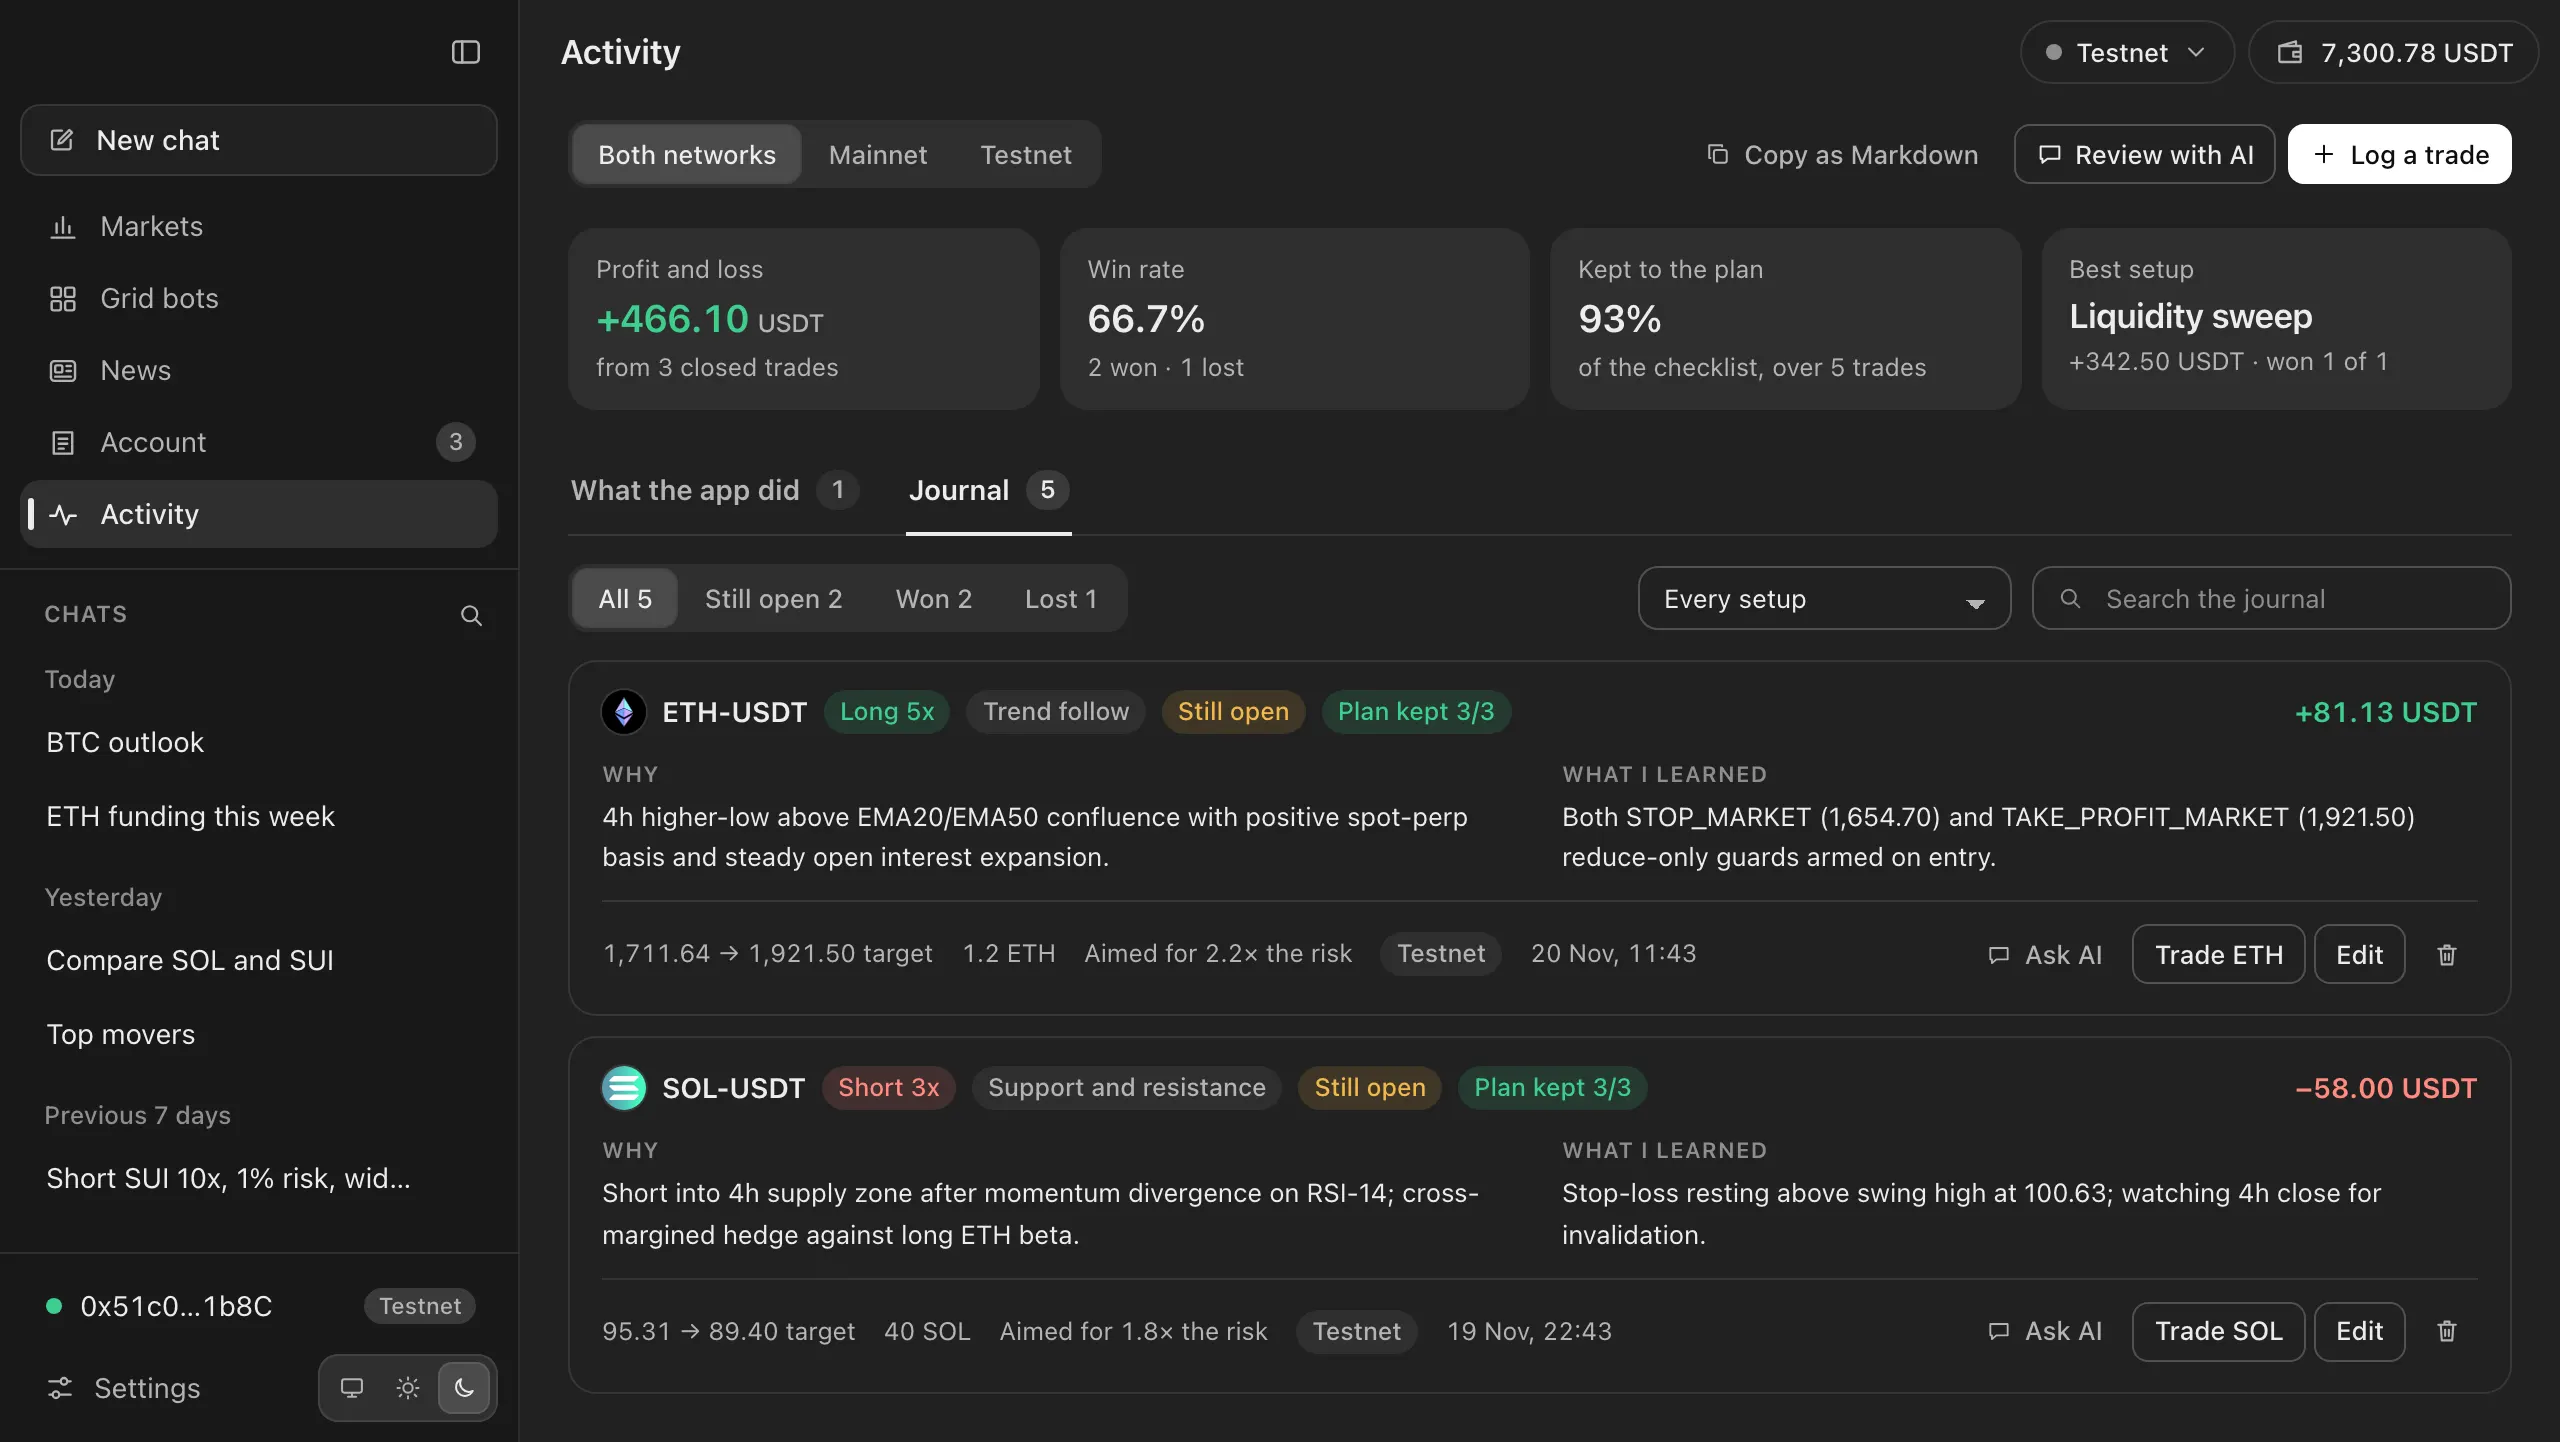 Activity
Testnet
7,300.78 USDT
New chat
Markets
Grid bots
News
Account 3
Activity
CHATS
Today
BTC outlook
ETH funding this week
Yesterday
Compare SOL and SUI
Top movers
Previous 7 days
Short SUI 10x, 1% risk, wid...
0x51c0...1b8C Testnet
Settings
Both networks Mainnet Testnet
Copy as Markdown Review with AI + Log a trade
Profit and loss
+466.10 USDT
from 3 closed trades
Win rate
66.7%
2 won · 1 lost
Kept to the plan
93%
of the checklist, over 5 trades
Best setup
Liquidity sweep
+342.50 USDT · won 1 of 1
What the app did 1 Journal 5
All 5 Still open 2 Won 2 Lost 1
Every setup Search the journal
ETH-USDT Long 5x Trend follow Still open Plan kept 3/3 +81.13 USDT
WHY
4h higher-low above EMA20/EMA50 confluence with positive spot-perp
basis and steady open interest expansion.
WHAT I LEARNED
Both STOP_MARKET (1,654.70) and TAKE_PROFIT_MARKET (1,921.50)
reduce-only guards armed on entry.
1,711.64 → 1,921.50 target 1.2 ETH Aimed for 2.2× the risk Testnet 20 Nov, 11:43 Ask AI Trade ETH Edit
SOL-USDT Short 3x Support and resistance Still open Plan kept 3/3 −58.00 USDT
WHY
Short into 4h supply zone after momentum divergence on RSI-14; cross-
margined hedge against long ETH beta.
WHAT I LEARNED
Stop-loss resting above swing high at 100.63; watching 4h close for
invalidation.
95.31 → 89.40 target 40 SOL Aimed for 1.8× the risk Testnet 19 Nov, 22:43 Ask AI Trade SOL Edit